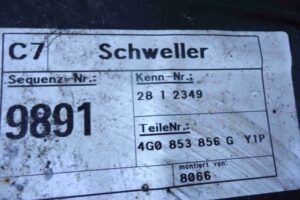 C7 Schweller
Sequenz-Nr.: Kenn-Nr.:
9891 28 1 2349
TeileNr.:
4G0 853 856 G Y1P
montiert von:
8066